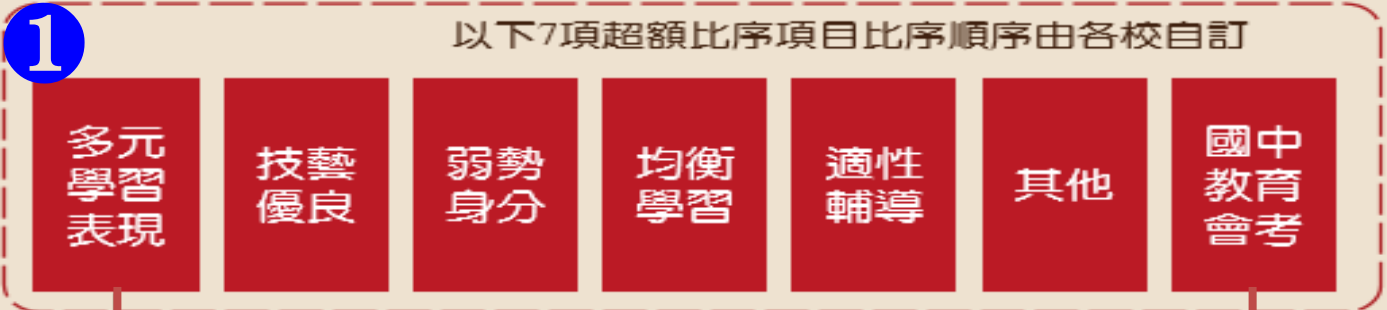 1
以下7項超額比序項目比序順序由各校自訂
多元
學習
表現
技藝
優良
弱勢
身分
均衡
學習
適性
輔導
其他
國中
教育
會考